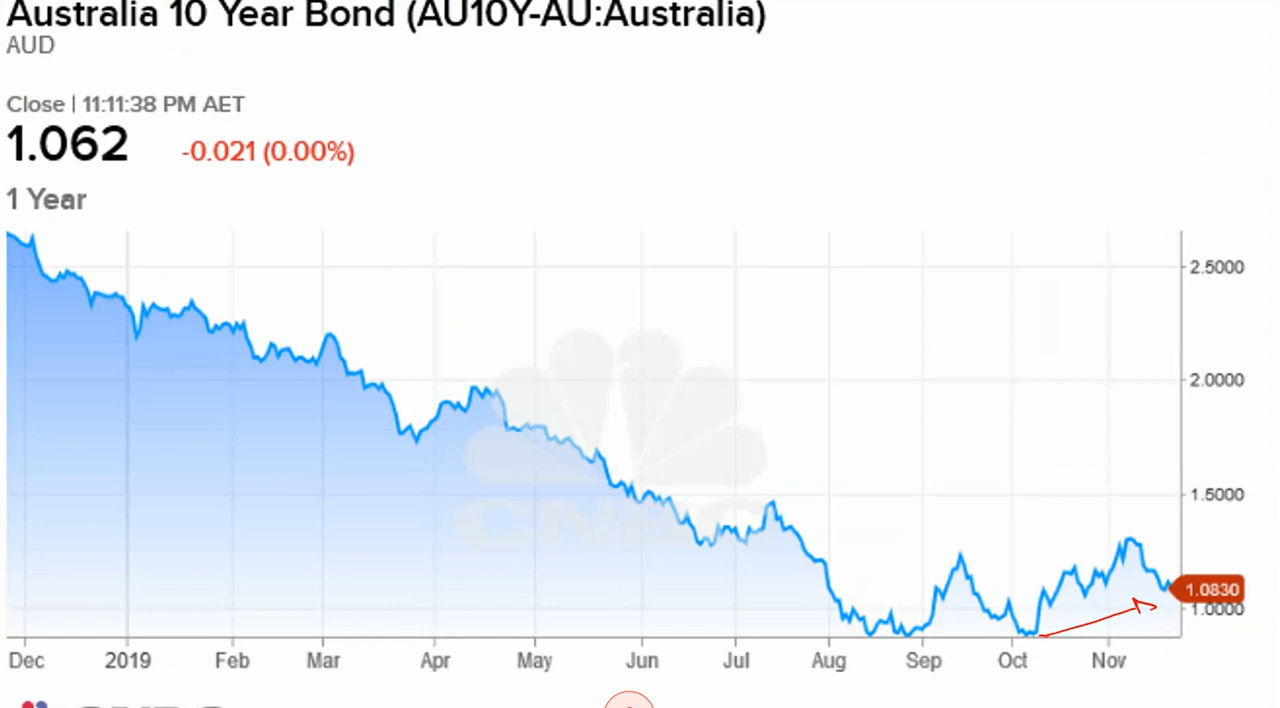 Australia 10 Year Bond (AU10Y-AU:Australia)
AUD
Close | 11:11:38 PM AET
1.062 -0.021 (0.00%)
1 Year
2.5000
2.0000
1.5000
1.0830
1.0000
CNBC
Dec 2019 Feb Mar Apr May Jun Jul Aug Sep Oct Nov